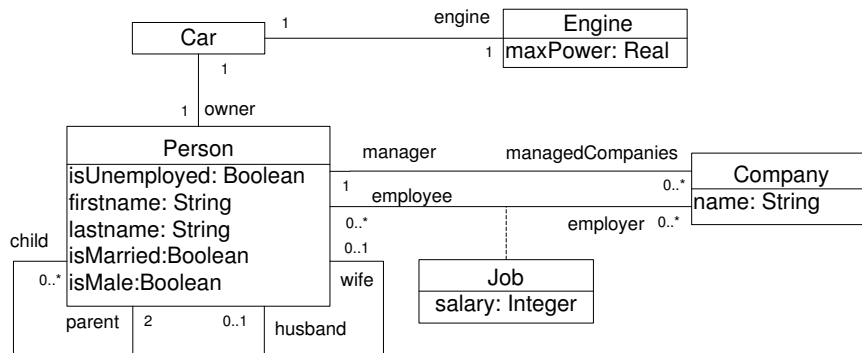 Car
1
engine
Engine
1
maxPower: Real
1
1
owner
Person
isUnemployed: Boolean
firstname: String
lastname: String
isMarried:Boolean
isMale:Boolean
manager
managedCompanies
1
0..*
Company
name: String
employee
0..*
employer
0..*
Job
salary: Integer
child
0..*
0..1
wife
parent
2
0..1
husband